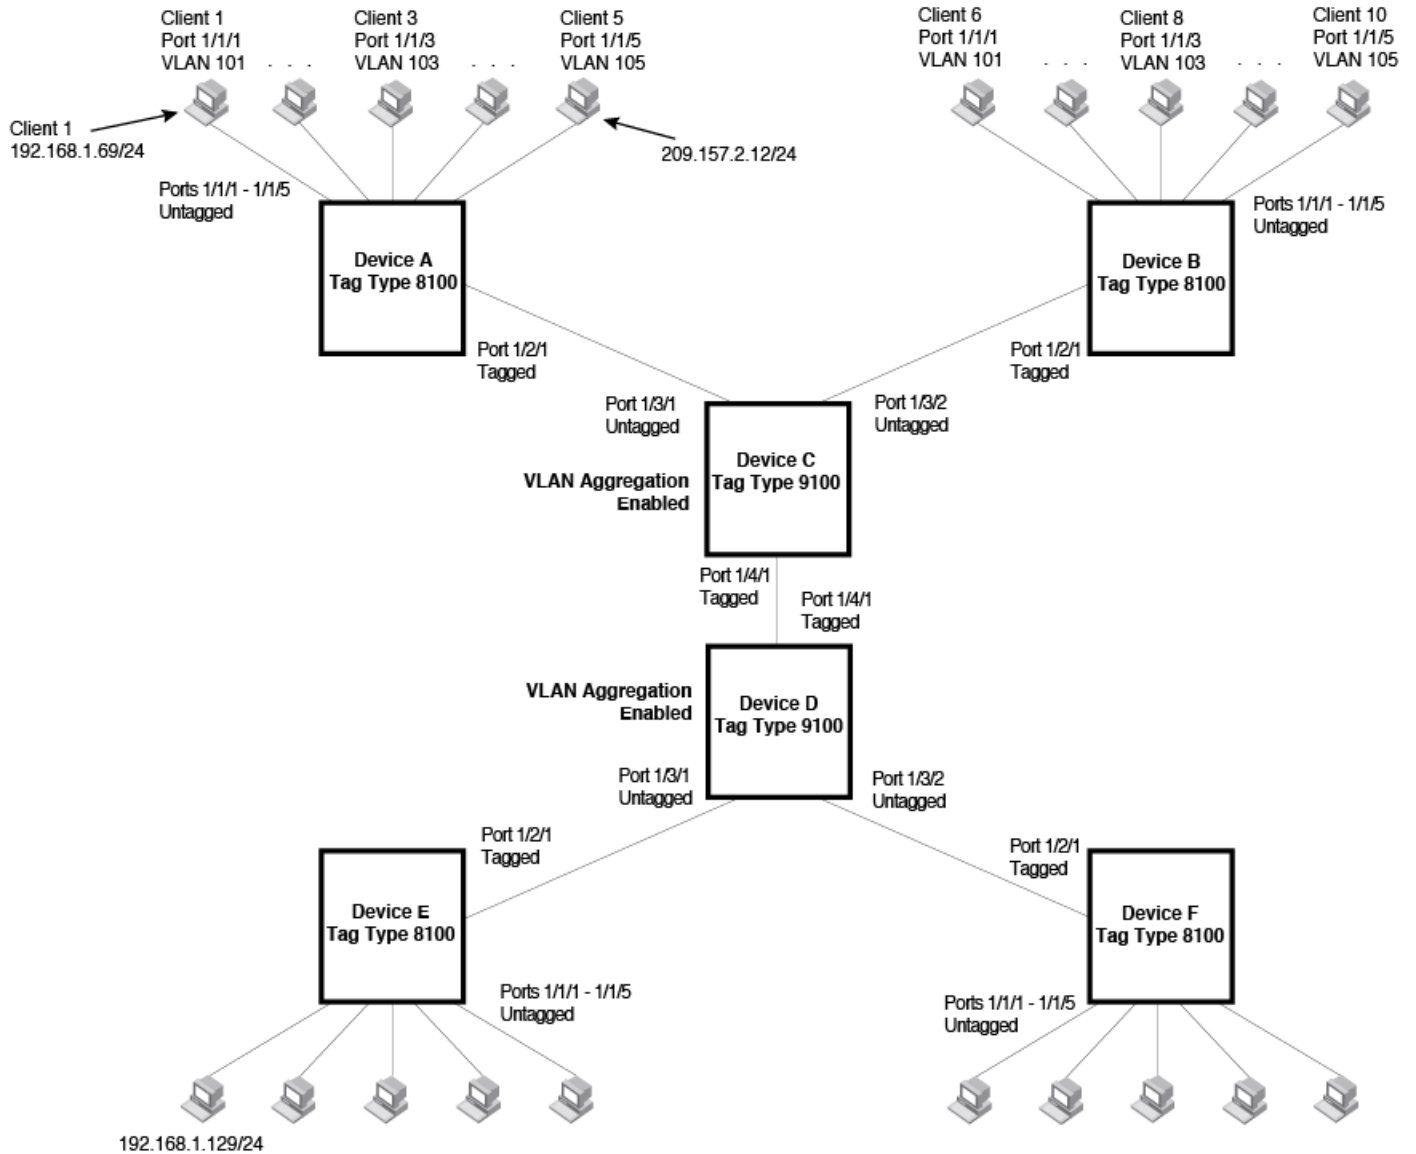 Client 1
Port 1/1/1
VLAN 101
. . .
Client 3
Port 1/1/3
VLAN 103
. . .
Client 5
Port 1/1/5
VLAN 105
Client 6
Port 1/1/1
VLAN 101
. . .
Client 8
Port 1/1/3
VLAN 103
. . .
Client 10
Port 1/1/5
VLAN 105
Client 1
192.168.1.69/24
209.157.2.12/24
Ports 1/1/1 - 1/1/5
Untagged
Ports 1/1/1 - 1/1/5
Untagged
Device A
Tag Type 8100
Device B
Tag Type 8100
Port 1/2/1
Tagged
Port 1/2/1
Tagged
Port 1/3/1
Untagged
Port 1/3/2
Untagged
VLAN Aggregation
Enabled
Device C
Tag Type 9100
Port 1/4/1
Tagged
Port 1/4/1
Tagged
VLAN Aggregation
Enabled
Device D
Tag Type 9100
Port 1/3/1
Untagged
Port 1/3/2
Untagged
Port 1/2/1
Tagged
Port 1/2/1
Tagged
Device E
Tag Type 8100
Device F
Tag Type 8100
Ports 1/1/1 - 1/1/5
Untagged
Ports 1/1/1 - 1/1/5
Untagged
192.168.1.129/24